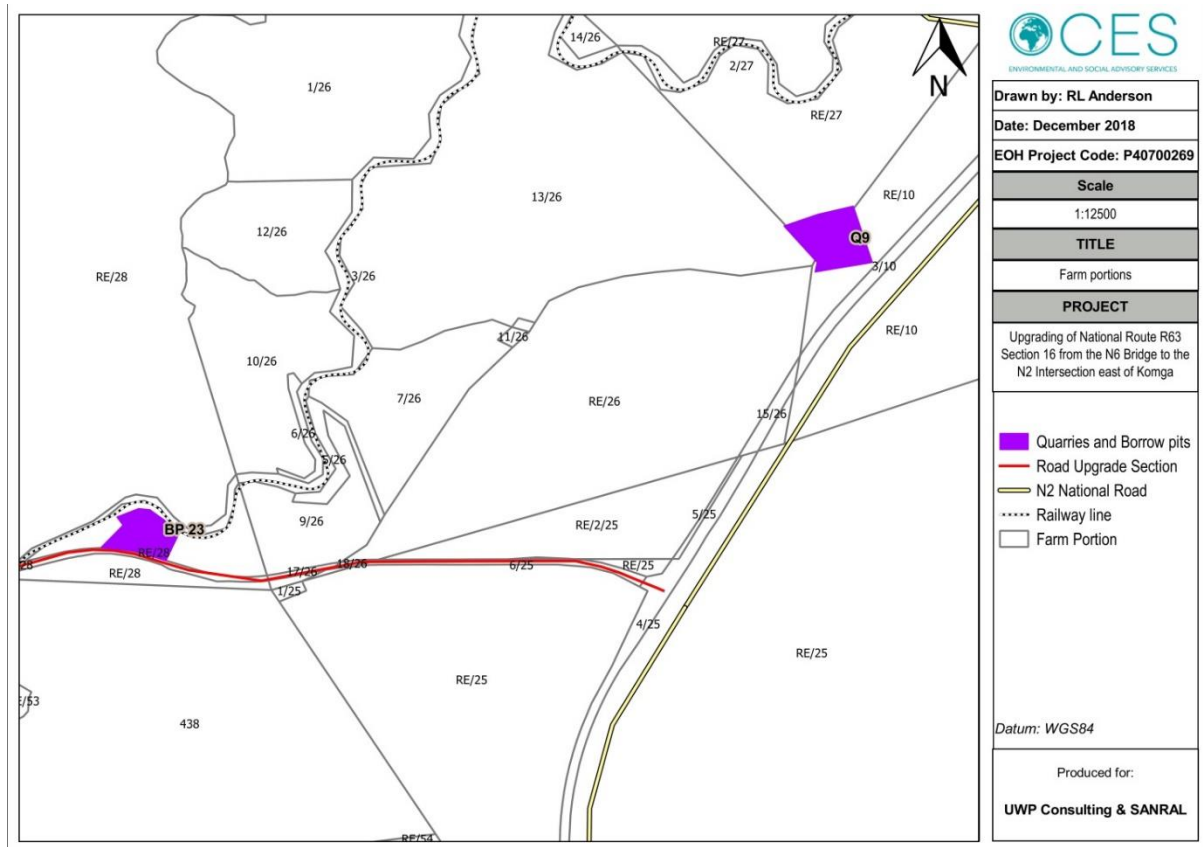 14/26
RE/27
2/27
1/26
RE/27
13/26
RE/10
12/26
Q9
RE/28
3/26
3/10
11/26
RE/10
10/26
7/26
RE/26
15/26
6/26
5/26
5/25
9/26
RE/2/25
BP 23
RE/28
28
RE/28
17/26
18/26
6/25
RE/25
1/25
4/25
RE/25
RE/25
E/53
438
RE/54
N
CES
ENVIRONMENTAL AND SOCIAL ADVISORY SERVICES
Drawn by: RL Anderson
Date: December 2018
EOH Project Code: P40700269
Scale
1:12500
TITLE
Farm portions
PROJECT
Upgrading of National Route R63
Section 16 from the N6 Bridge to the
N2 Intersection east of Komga
Quarries and Borrow pits
Road Upgrade Section
N2 National Road
Railway line
Farm Portion
Datum: WGS84
Produced for:
UWP Consulting & SANRAL